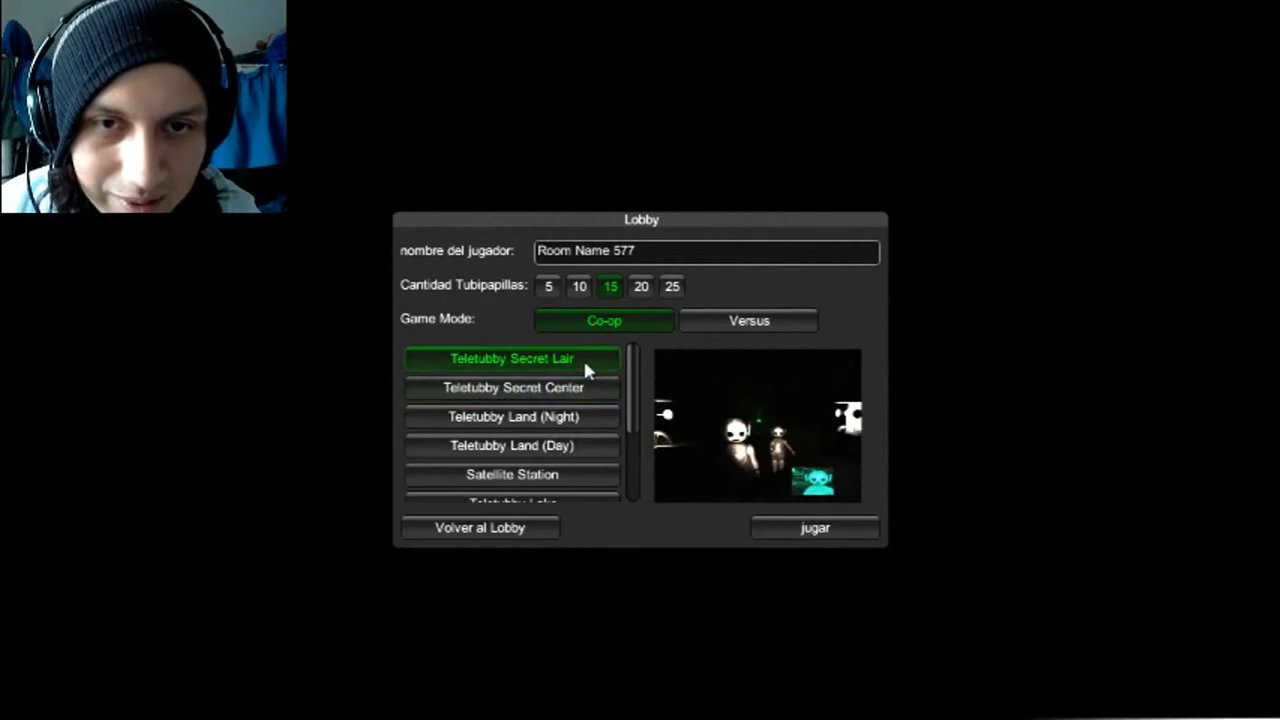 Lobby
nombre del jugador: Room Name 577
Cantidad Tubipapillas: 5 10 15 20 25
Game Mode: Co-op Versus
Teletubby Secret Lair
Teletubby Secret Center
Teletubby Land (Night)
Teletubby Land (Day)
Satellite Station
Volver al Lobby jugar